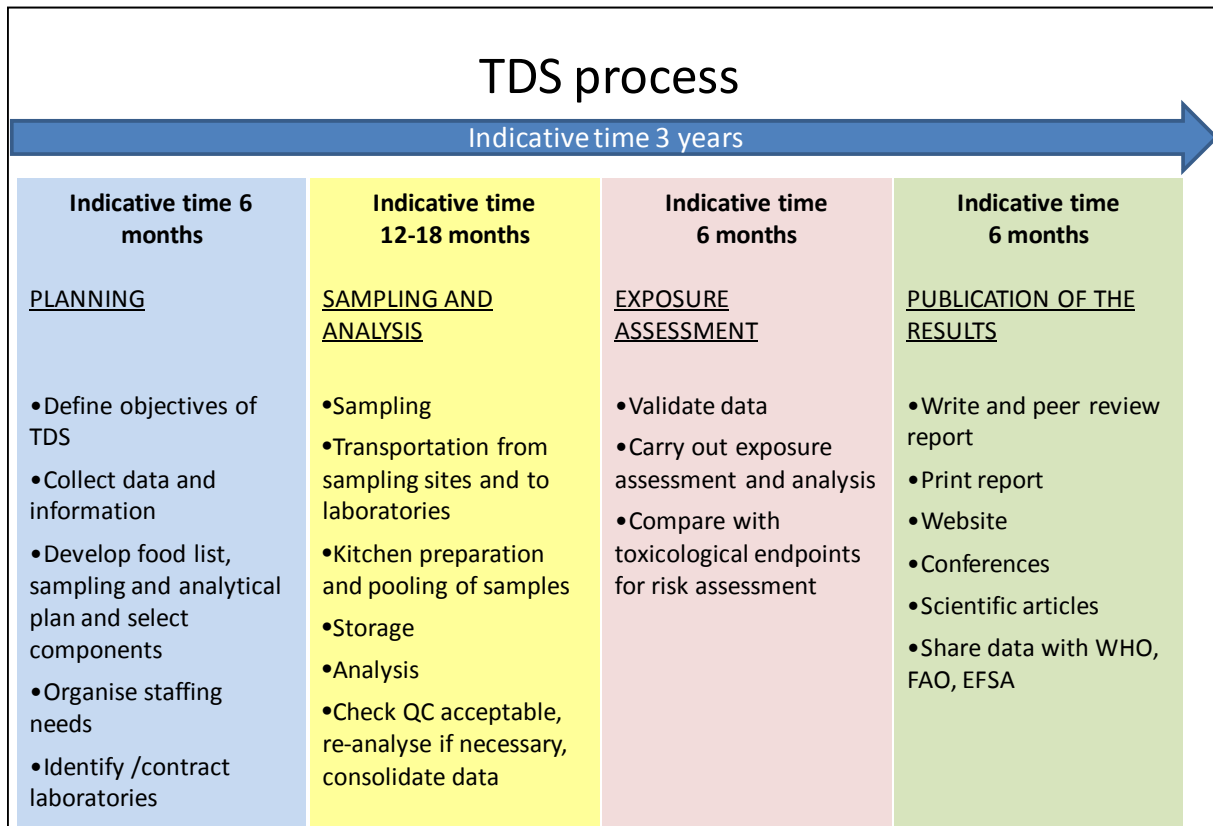 TDS process
Indicative time 3 years
Indicative time 6
months
PLANNING
•Define objectives of
TDS
•Collect data and
information
•Develop food list,
sampling and analytical
plan and select
components
•Organise staffing
needs
•Identify /contract
laboratories
Indicative time
12-18 months
SAMPLING AND
ANALYSIS
•Sampling
•Transportation from
sampling sites and to
laboratories
•Kitchen preparation
and pooling of samples
•Storage
•Analysis
•Check QC acceptable,
re-analyse if necessary,
consolidate data
Indicative time
6 months
EXPOSURE
ASSESSMENT
•Validate data
•Carry out exposure
assessment and analysis
•Compare with
toxicological endpoints
for risk assessment
Indicative time
6 months
PUBLICATION OF THE
RESULTS
•Write and peer review
report
•Print report
•Website
•Conferences
•Scientific articles
•Share data with WHO,
FAO, EFSA